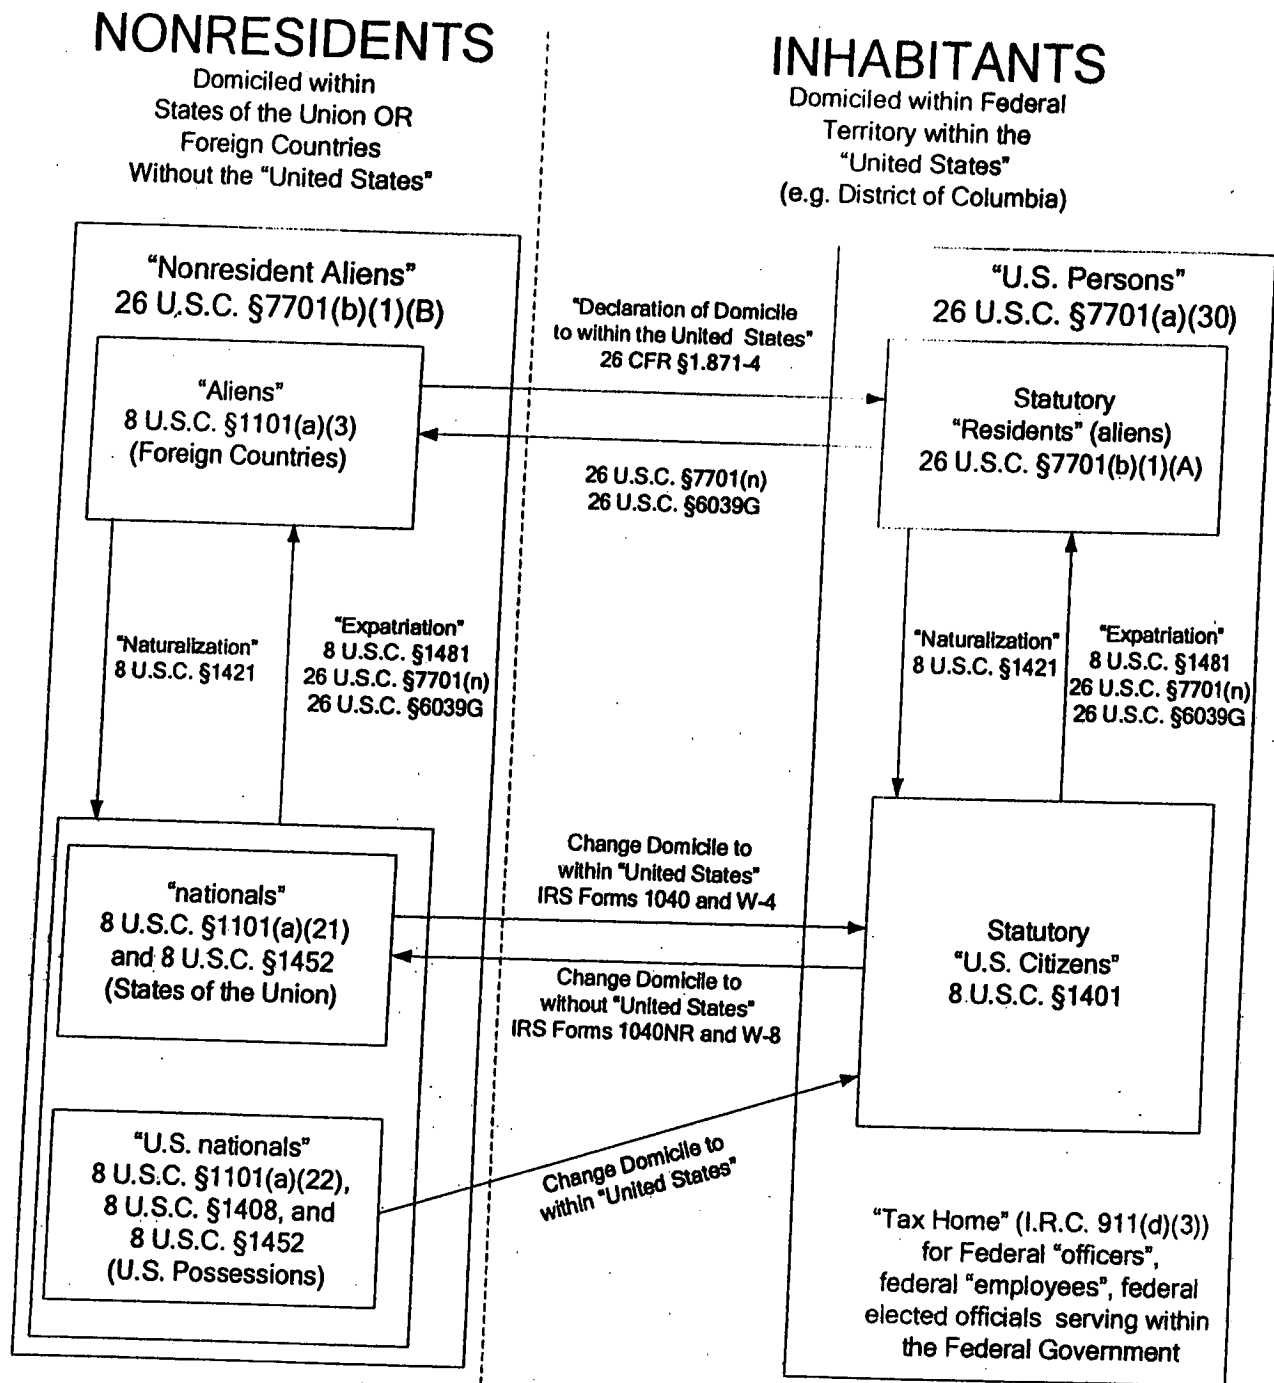 NONRESIDENTS
Domiciled within
States of the Union OR
Foreign Countries
Without the "United States"
INHABITANTS
Domiciled within Federal
Territory within the
"United States"
(e.g. District of Columbia)
"Nonresident Aliens"
26 U.S.C. §7701(b)(1)(B)
"Aliens"
8 U.S.C. §1101(a)(3)
(Foreign Countries)
"Declaration of Domicile
to within the United States"
26 CFR §1.871-4
26 U.S.C. §7701(n)
26 U.S.C. §6039G
"U.S. Persons"
26 U.S.C. §7701(a)(30)
Statutory
"Residents" (aliens)
26 U.S.C. §7701(b)(1)(A)
"Naturalization"
8 U.S.C. §1421
"Expatriation"
8 U.S.C. §1481
26 U.S.C. §7701(n)
26 U.S.C. §6039G
"Naturalization"
8 U.S.C. §1421
"Expatriation"
8 U.S.C. §1481
26 U.S.C. §7701(n)
26 U.S.C. §6039G
"nationals"
8 U.S.C. §1101(a)(21)
and 8 U.S.C. §1452
(States of the Union)
Change Domicile to
within "United States"
IRS Forms 1040 and W-4
Change Domicile to
without "United States"
IRS Forms 1040NR and W-8
Statutory
"U.S. Citizens"
8 U.S.C. §1401
"U.S. nationals"
8 U.S.C. §1101(a)(22),
8 U.S.C. §1408, and
8 U.S.C. §1452
(U.S. Possessions)
Change Domicile to
within "United States"
"Tax Home" (I.R.C. 911(d)(3))
for Federal "officers",
federal "employees", federal
elected officials serving within
the Federal Government